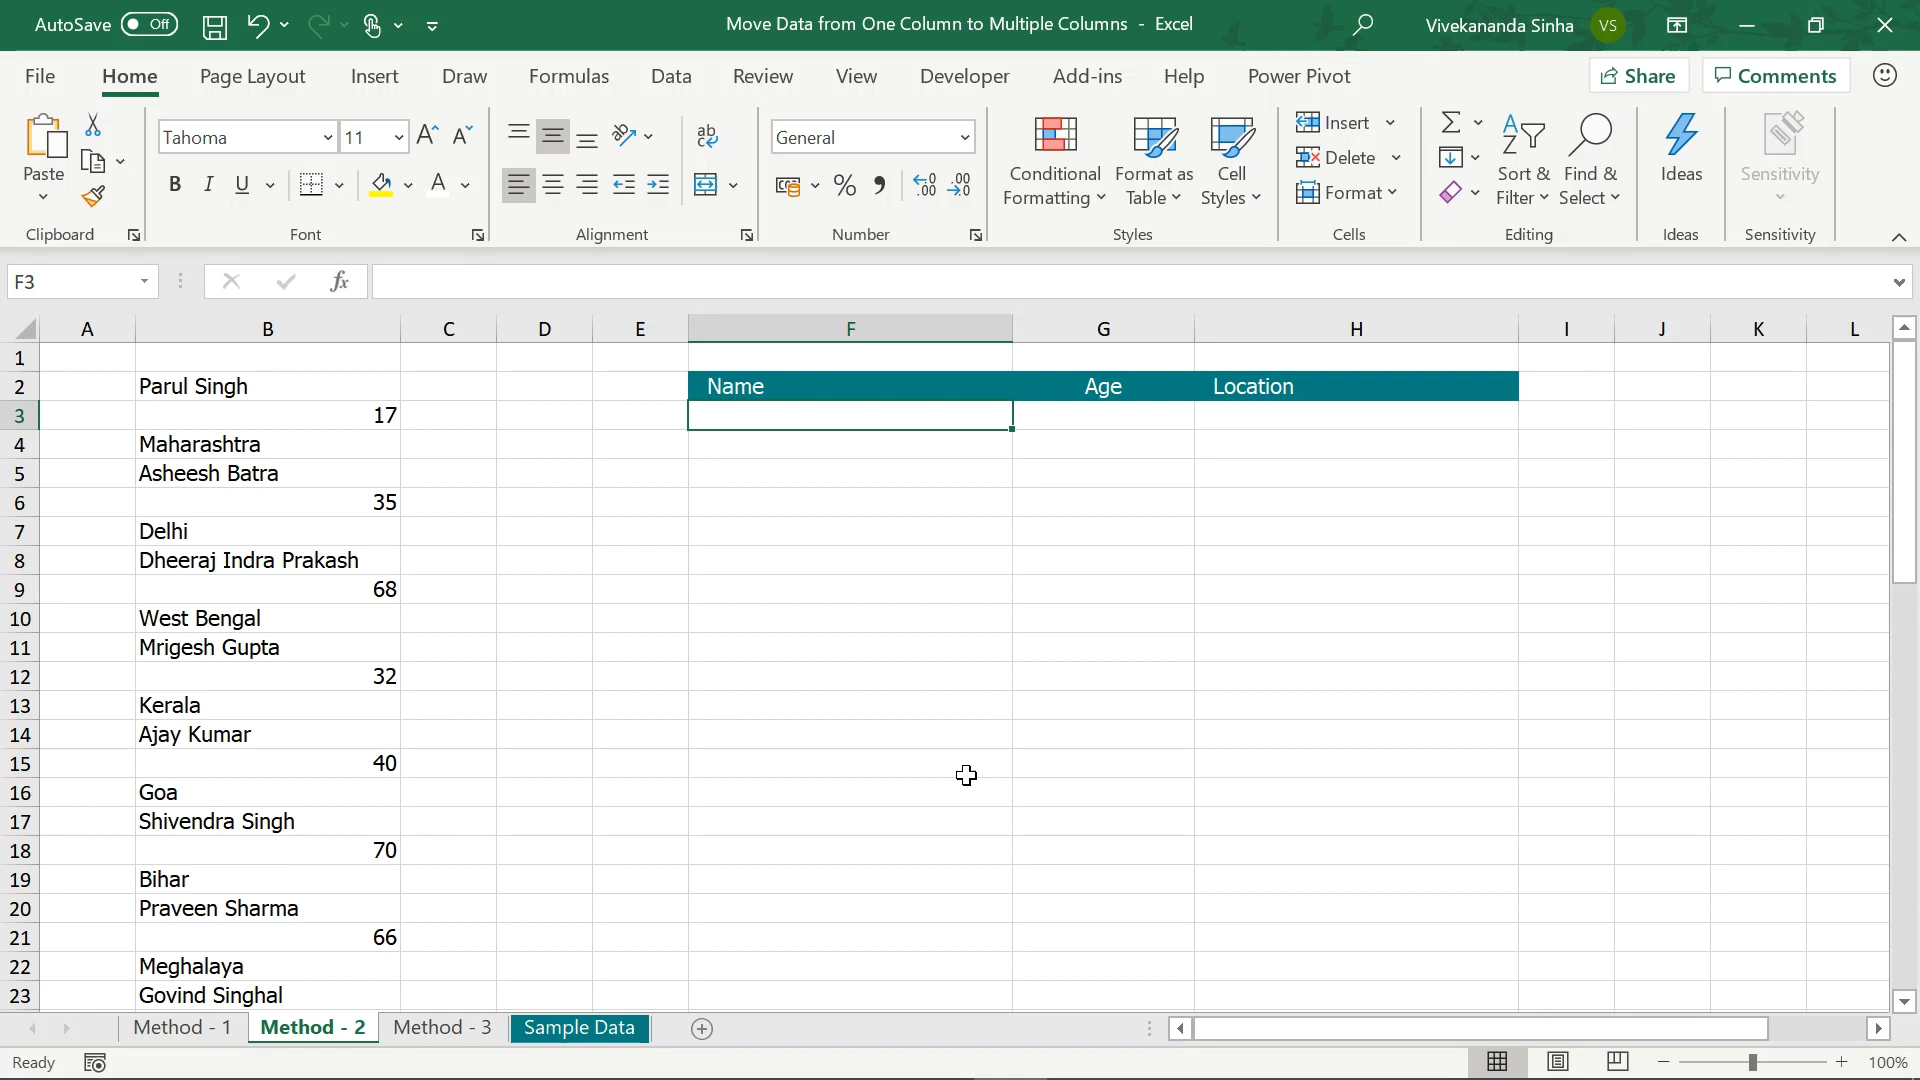 AutoSave Off Move Data from One Column to Multiple Columns - Excel Vivekananda Sinha VS
File Home Page Layout Insert Draw Formulas Data Review View Developer Add-ins Help Power Pivot Share Comments
Paste
Clipboard
Tahoma 11
B I U A
Font
ab
Alignment
General
% , .00
Number
Conditional Formatting
Format as Table
Cell Styles
Styles
Insert
Delete
Format
Cells
Sort & Filter
Find & Select
Editing
Ideas
Ideas
Sensitivity
Sensitivity
F3 fx
A B C D E F G H I J K L
1
2 Parul Singh Name Age Location
3 17
4 Maharashtra
5 Asheesh Batra
6 35
7 Delhi
8 Dheeraj Indra Prakash
9 68
10 West Bengal
11 Mrigesh Gupta
12 32
13 Kerala
14 Ajay Kumar
15 40
16 Goa
17 Shivendra Singh
18 70
19 Bihar
20 Praveen Sharma
21 66
22 Meghalaya
23 Govind Singhal
Method - 1 Method - 2 Method - 3 Sample Data
Ready 100%